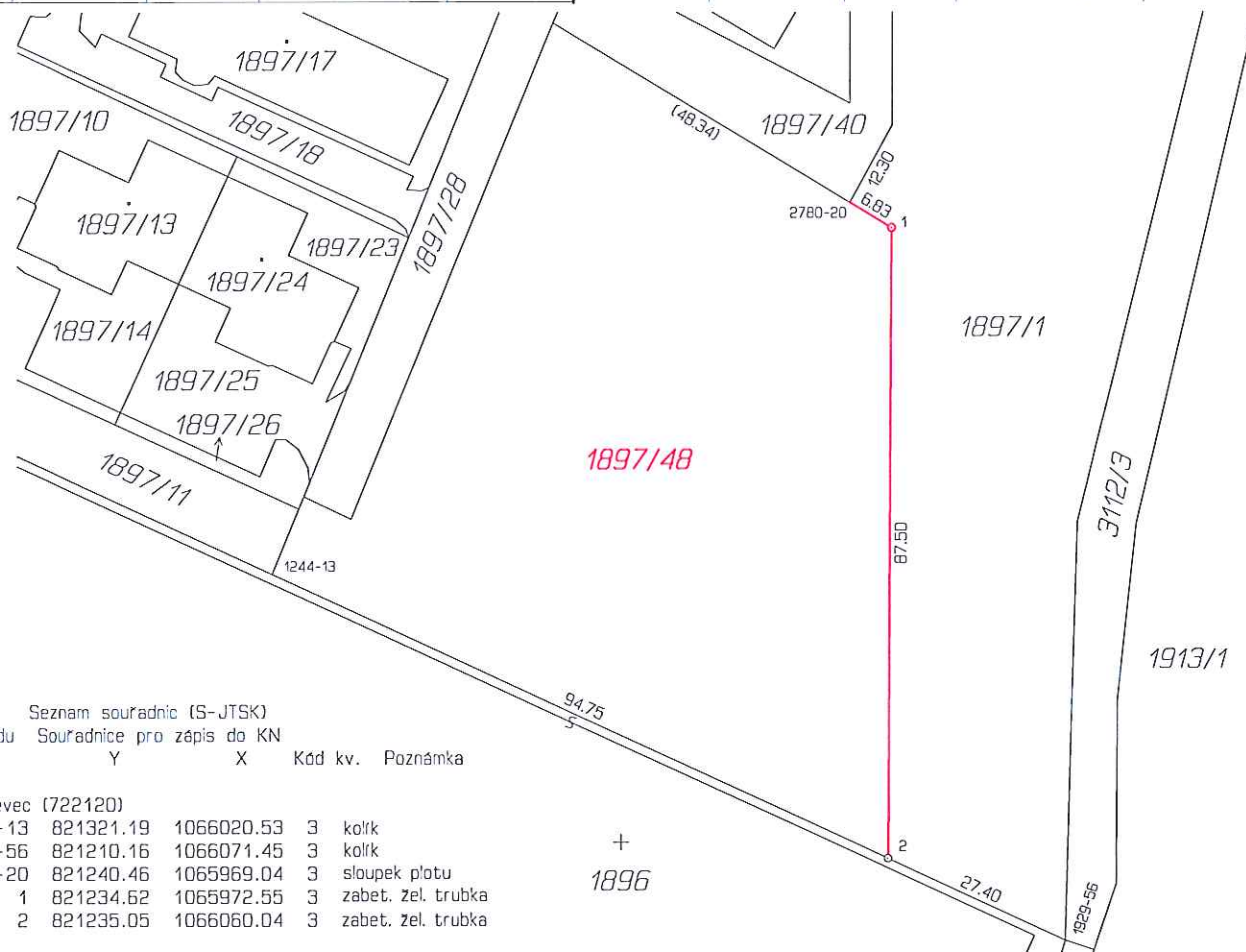 1897/17
1897/10
1897/18
(48.34)
1897/40
12.30
6.83
2780-20
1
1897/13
1897/28
1897/23
1897/24
1897/1
1897/14
1897/25
1897/26
1897/48
1897/11
3112/3
87.50
1244-13
1913/1
94.75
S
2
27.40
1929-56
1896
Seznam souřadnic (S-JTSK)
du Souřadnice pro zápis do KN
Y X Kód kv. Poznámka
evec (722120)
-13 821321.19 1066020.53 3 kolík
-56 821210.16 1066071.45 3 kolík
-20 821240.46 1065969.04 3 sloupek plotu
1 821234.62 1065972.55 3 zabet. žel. trubka
2 821235.05 1066060.04 3 zabet. žel. trubka